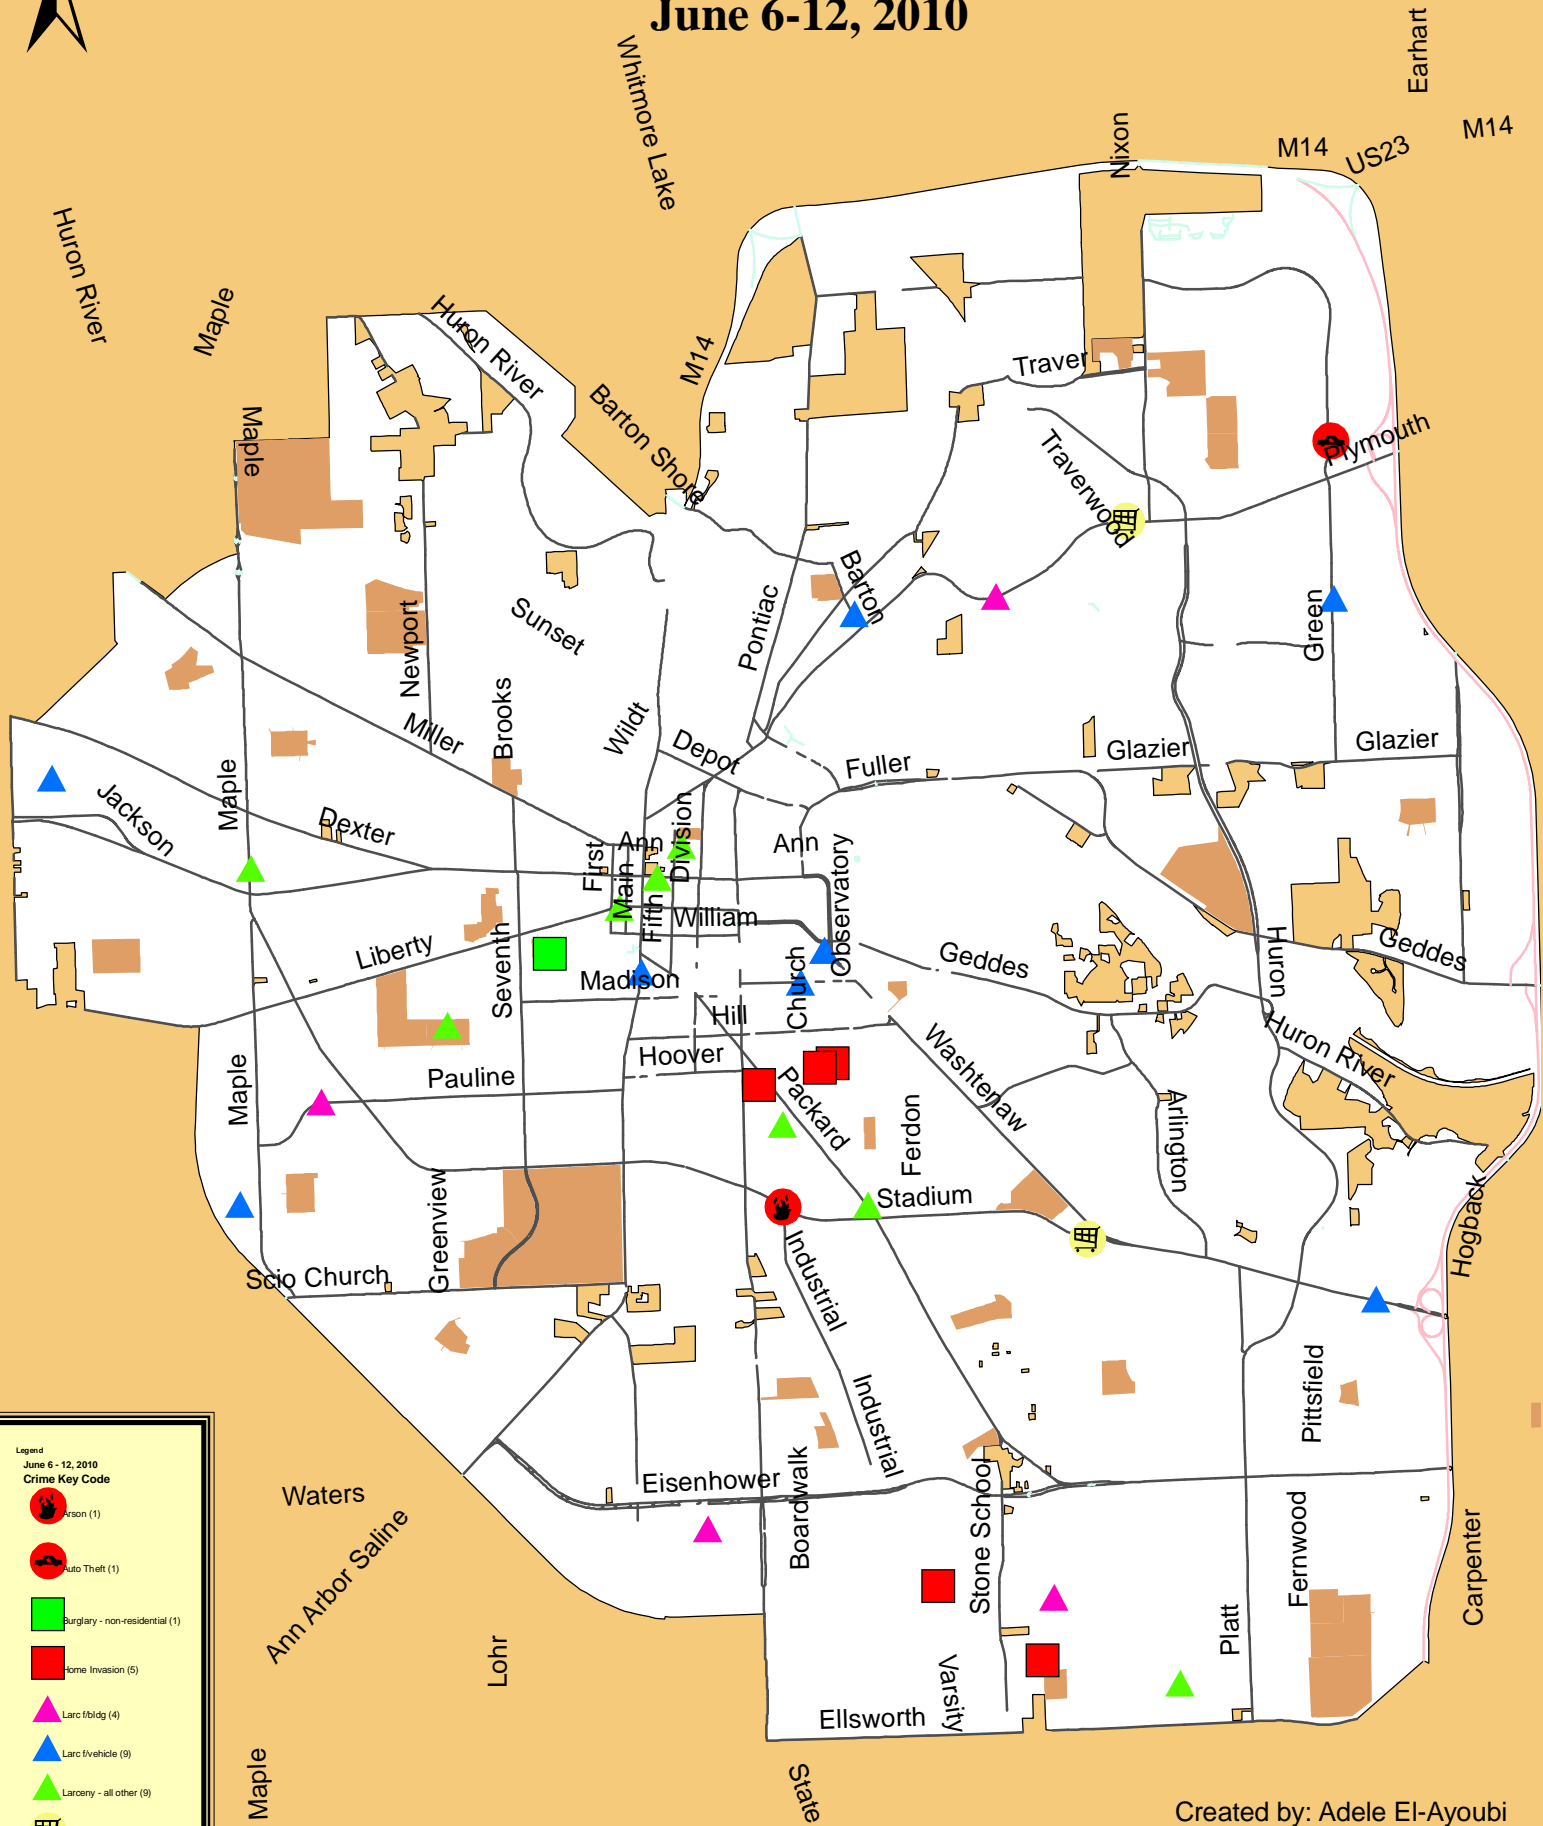 June 6-12, 2010
Earhart
Whitmore Lake
Nixon
M14
M14
US23
Huron River
Maple
Huron River
M14
Traver
Barton Shore
Maple
Plymouth
Traverwood
Barton
Pontiac
Green
Newport
Sunset
Brooks
Miller
Wildt
Depot
Fuller
Glazier
Glazier
Maple
Jackson
Dexter
First
Ann
Division
Ann
Observatory
Main
Fifth
William
Liberty
Seventh
Madison
Church
Geddes
Huron
Geddes
Hill
Hoover
Packard
Washtenaw
Huron River
Maple
Pauline
Ferdon
Arlington
Greenview
Stadium
Hogback
Scio Church
Industrial
Industrial
Pittsfield
Eisenhower
Boardwalk
Stone School
Fernwood
Carpenter
Waters
Ann Arbor Saline
Lohr
Varsity
Platt
Ellsworth
Maple
State
Legend
June 6 - 12, 2010
Crime Key Code
Arson (1)
Auto Theft (1)
Burglary - non-residential (1)
Home Invasion (5)
Larc f/bldg (4)
Larc f/vehicle (9)
Larceny - all other (9)
Created by: Adele El-Ayoubi